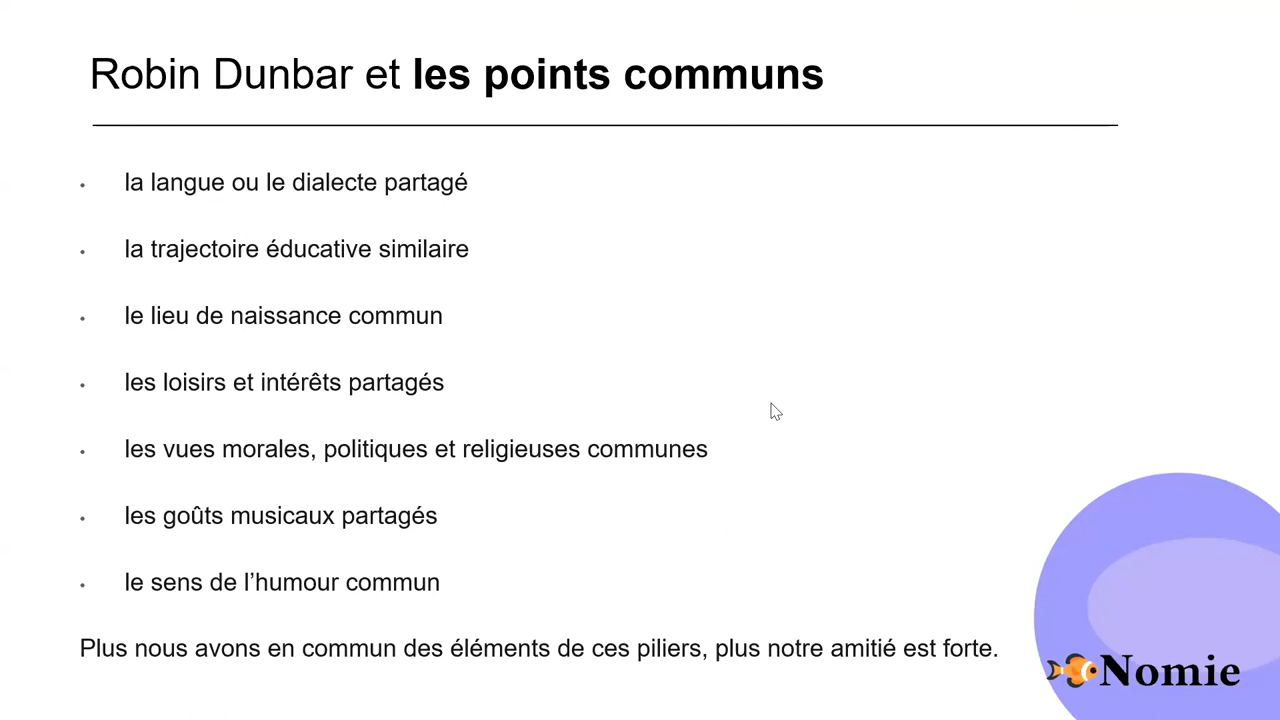 Robin Dunbar et les points communs
• la langue ou le dialecte partagé
• la trajectoire éducative similaire
• le lieu de naissance commun
• les loisirs et intérêts partagés
• les vues morales, politiques et religieuses communes
• les goûts musicaux partagés
• le sens de l’humour commun
Plus nous avons en commun des éléments de ces piliers, plus notre amitié est forte.
Nomie